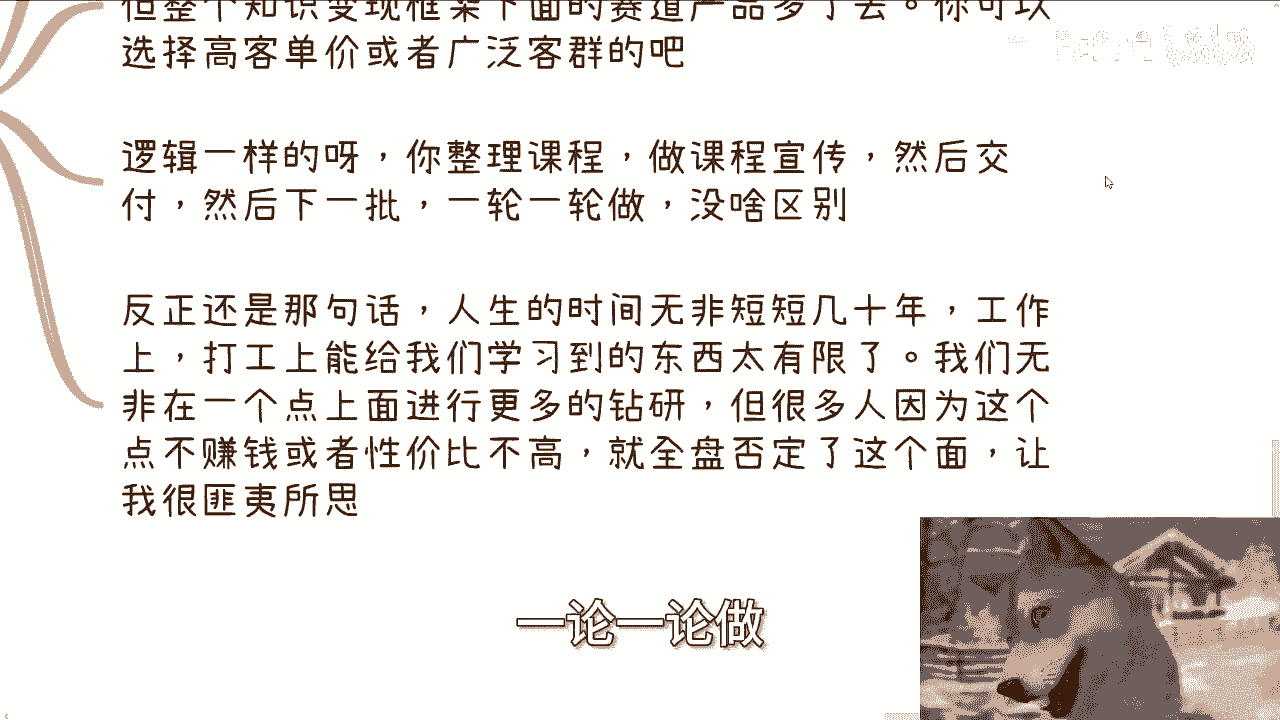 但整个知识变现框架下面的赛道产品多了去。你可以
选择高客单价或者广泛客群的吧
逻辑一样的呀，你整理课程，做课程宣传，然后交
付，然后下一批，一轮一轮做，没啥区别
反正还是那句话，人生的时间无非短短几十年，工作
上，打工上能给我们学习到的东西太有限了。我们无
非在一个点上面进行更多的钻研，但很多人因为这个
点不赚钱或者性价比不高，就全盘否定了这个面，让
我很匪夷所思
一论一论做